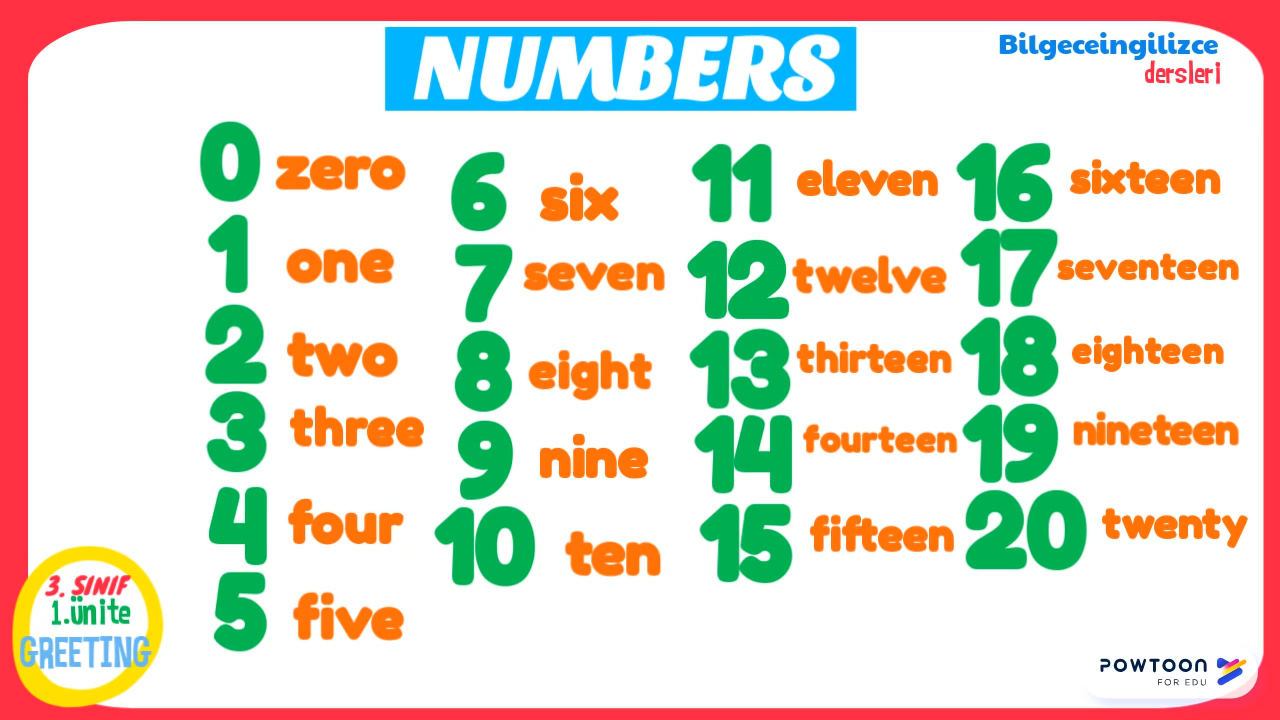 NUMBERS
Bilgeceingilizce
dersleri
0 zero
1 one
2 two
3 three
4 four
5 five
6 six
7 seven
8 eight
9 nine
10 ten
11 eleven
12 twelve
13 thirteen
14 fourteen
15 fifteen
16 sixteen
17 seventeen
18 eighteen
19 nineteen
20 twenty
3. SINIF
1.ünite
GREETING
POWTOON
FOR EDU